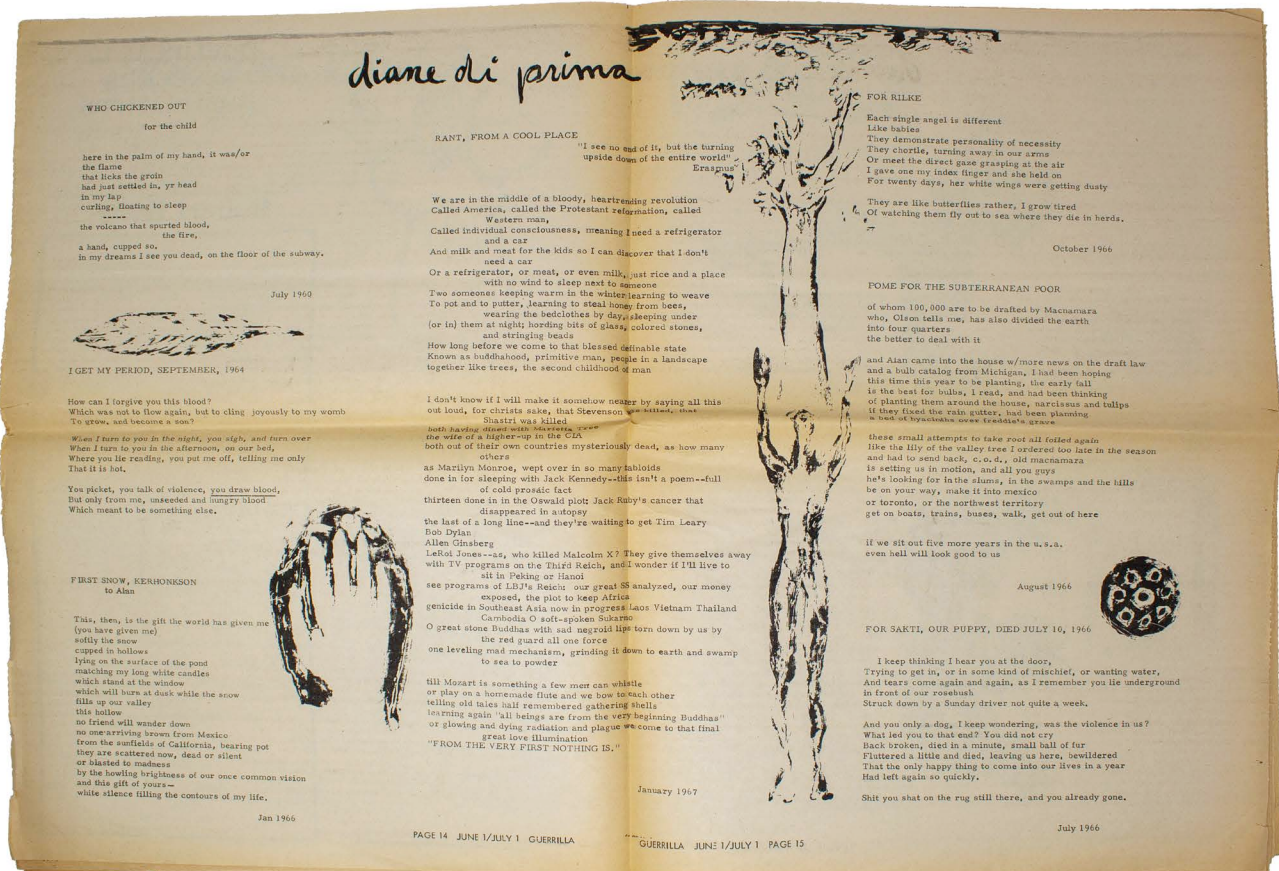 diane di prima
WHO CHICKENED OUT
for the child
here in the palm of my hand, it was/or
the flame
that licks the groin
had just settled in, yr head
in my lap
curling, floating to sleep
-----
the volcano that spurted blood,
the fire,
a hand, cupped so,
in my dreams I see you dead, on the floor of the subway.
July 1960
I GET MY PERIOD, SEPTEMBER, 1964
How can I forgive you this blood?
Which was not to flow again, but to cling joyously to my womb
To grow, and become a son?
When I turn to you in the night, you sigh, and turn over
When I turn to you in the afternoon, on our bed,
Where you lie reading, you put me off, telling me only
That it is hot.
You picket, you talk of violence, you draw blood,
But only from me, unseeded and hungry blood
Which meant to be something else.
FIRST SNOW, KERHONKSON
to Alan
This, then, is the gift the world has given me
(you have given me)
softly the snow
cupped in hollows
lying on the surface of the pond
matching my long white candles
which stand at the window
which will burn at dusk while the snow
fills up our valley
this hollow
no friend will wander down
no one arriving brown from Mexico
from the sunfields of California, bearing pot
they are scattered now, dead or silent
or blasted to madness
by the howling brightness of our once common vision
and this gift of yours—
white silence filling the contours of my life.
Jan 1966
RANT, FROM A COOL PLACE
"I see no end of it, but the turning
upside down of the entire world"
Erasmus
We are in the middle of a bloody, heartrending revolution
Called America, called the Protestant reformation, called
Western man,
Called individual consciousness, meaning I need a refrigerator
and a car
And milk and meat for the kids so I can discover that I don't
need a car
Or a refrigerator, or meat, or even milk, just rice and a place
with no wind to sleep next to someone
Two someones keeping warm in the winter learning to weave
To pot and to putter, learning to steal honey from bees,
wearing the bedclothes by day, sleeping under
(or in) them at night; hording bits of glass, colored stones,
and stringing beads
How long before we come to that blessed definable state
Known as buddhahood, primitive man, people in a landscape
together like trees, the second childhood of man
I don't know if I will make it somehow nearer by saying all this
out loud, for christs sake, that Stevenson was killed, that
Shastri was killed
both having dined with Marietta Tree
the wife of a higher-up in the CIA
both out of their own countries mysteriously dead, as how many
others
as Marilyn Monroe, wept over in so many tabloids
done in for sleeping with Jack Kennedy--this isn't a poem--full
of cold prosaic fact
thirteen done in in the Oswald plot: Jack Ruby's cancer that
disappeared in autopsy
the last of a long line--and they're waiting to get Tim Leary
Bob Dylan
Allen Ginsberg
LeRoi Jones--as, who killed Malcolm X? They give themselves away
with TV programs on the Third Reich, and I wonder if I'll live to
sit in Peking or Hanoi
see programs of LBJ's Reich: our great SS analyzed, our money
exposed, the plot to keep Africa
genicide in Southeast Asia now in progress Laos Vietnam Thailand
Cambodia O soft-spoken Sukarno
O great stone Buddhas with sad negroid lips torn down by us by
the red guard all one force
one leveling mad mechanism, grinding it down to earth and swamp
to sea to powder
till Mozart is something a few men can whistle
or play on a homemade flute and we bow to each other
telling old tales half remembered gathering shells
learning again "all beings are from the very beginning Buddhas"
or glowing and dying radiation and plague we come to that final
great love illumination
"FROM THE VERY FIRST NOTHING IS."
January 1967
PAGE 14 JUNE 1/JULY 1 GUERRILLA
FOR RILKE
Each single angel is different
Like babies
They demonstrate personality of necessity
They chortle, turning away in our arms
Or meet the direct gaze grasping at the air
I gave one my index finger and she held on
For twenty days, her white wings were getting dusty
They are like butterflies rather, I grow tired
Of watching them fly out to sea where they die in herds.
October 1966
POME FOR THE SUBTERRANEAN POOR
of whom 100,000 are to be drafted by Macnamara
who, Olson tells me, has also divided the earth
into four quarters
the better to deal with it
and Alan came into the house w/more news on the draft law
and a bulb catalog from Michigan, I had been hoping
this time this year to be planting, the early fall
is the best for bulbs, I read, and had been thinking
of planting them around the house, narcissus and tulips
if they fixed the rain gutter, had been planning
a bed of hyacinths over freddie's grave
these small attempts to take root all foiled again
like the lily of the valley tree I ordered too late in the season
and had to send back, c.o.d., old macnamara
is setting us in motion, and all you guys
he's looking for in the slums, in the swamps and the hills
be on your way, make it into mexico
or toronto, or the northwest territory
get on boats, trains, buses, walk, get out of here
if we sit out five more years in the u.s.a.
even hell will look good to us
August 1966
FOR SAKTI, OUR PUPPY, DIED JULY 10, 1966
I keep thinking I hear you at the door,
Trying to get in, or in some kind of mischief, or wanting water,
And tears come again and again, as I remember you lie underground
in front of our rosebush
Struck down by a Sunday driver not quite a week.
And you only a dog, I keep wondering, was the violence in us?
What led you to that end? You did not cry
Back broken, died in a minute, small ball of fur
Fluttered a little and died, leaving us here, bewildered
That the only happy thing to come into our lives in a year
Had left again so quickly.
Shit you shat on the rug still there, and you already gone.
July 1966
GUERRILLA JUNE 1/JULY 1 PAGE 15